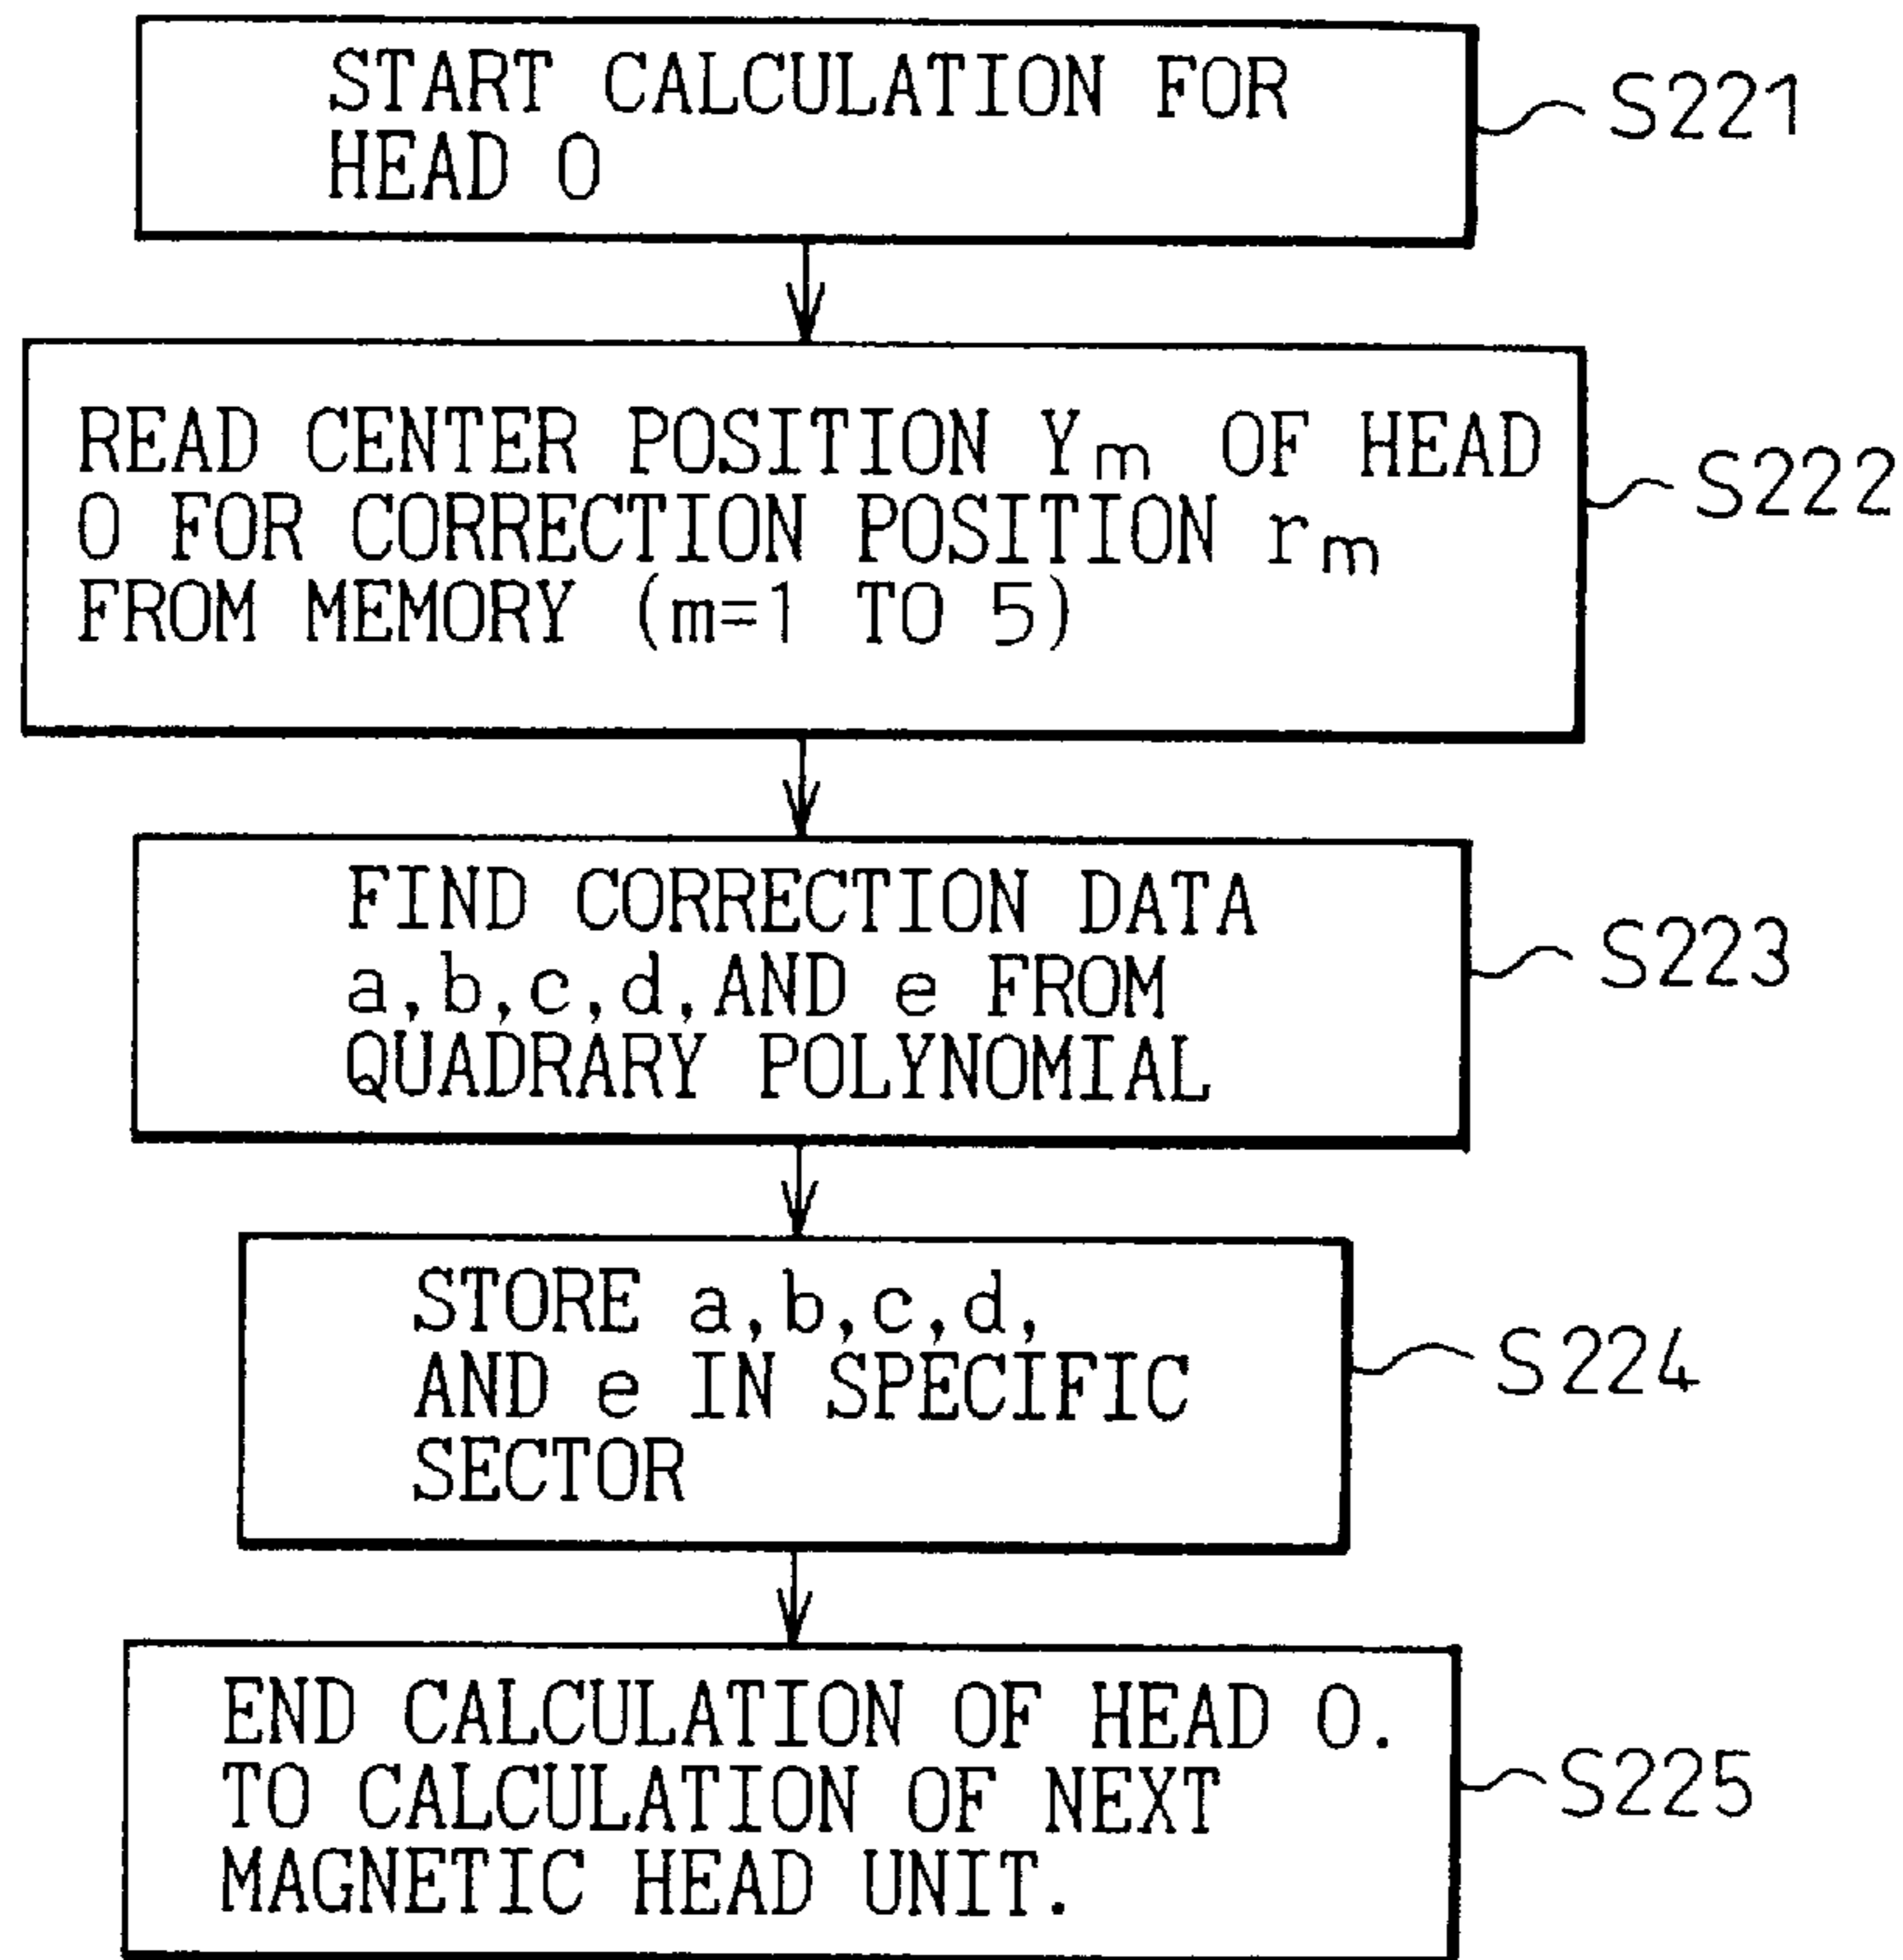 START CALCULATION FOR
HEAD 0
S221
READ CENTER POSITION Ym OF HEAD
0 FOR CORRECTION POSITION rm
FROM MEMORY (m=1 TO 5)
S222
FIND CORRECTION DATA
a,b,c,d,AND e FROM
QUADRARY POLYNOMIAL
S223
STORE a,b,c,d,
AND e IN SPECIFIC
SECTOR
S224
END CALCULATION OF HEAD 0.
TO CALCULATION OF NEXT
MAGNETIC HEAD UNIT.
S225